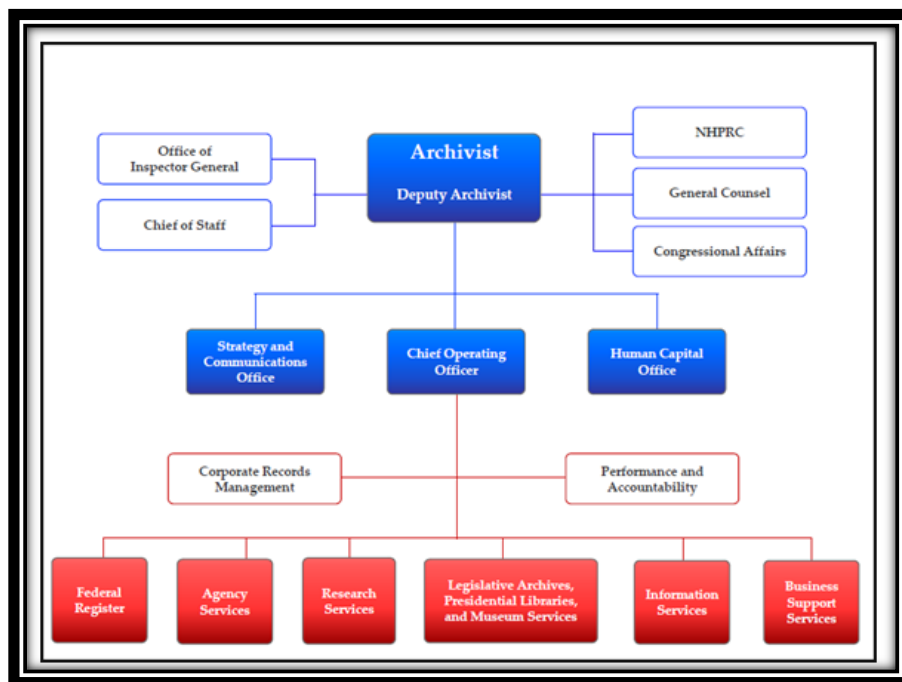 Archivist
Deputy Archivist
Office of
Inspector General
Chief of Staff
NHPRC
General Counsel
Congressional Affairs
Strategy and
Communications
Office
Chief Operating
Officer
Human Capital
Office
Corporate Records
Management
Performance and
Accountability
Federal
Register
Agency
Services
Research
Services
Legislative Archives,
Presidential Libraries,
and Museum Services
Information
Services
Business
Support
Services